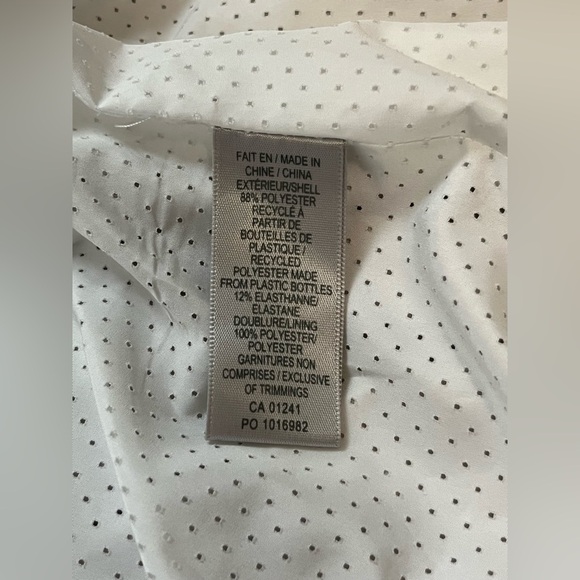 FAIT EN / MADE IN
CHINE / CHINA
EXTÉRIEUR/SHELL
88% POLYESTER
RECYCLÉ À
PARTIR DE
BOUTEILLES DE
PLASTIQUE /
RECYCLED
POLYESTER MADE
FROM PLASTIC BOTTLES
12% ELASTHANNE/
ELASTANE
DOUBLURE/LINING
100% POLYESTER/
POLYESTER
GARNITURES NON
COMPRISES / EXCLUSIVE
OF TRIMMINGS
CA 01241
PO 1016982